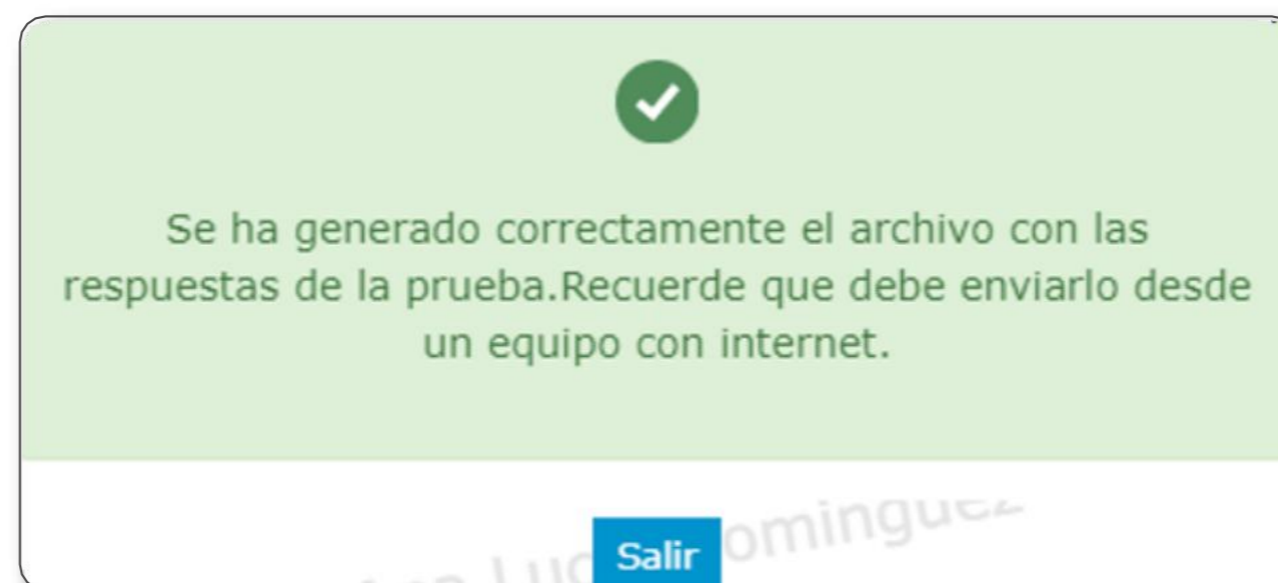 Se ha generado correctamente el archivo con las
respuestas de la prueba.Recuerde que debe enviarlo desde
un equipo con internet.
Salir